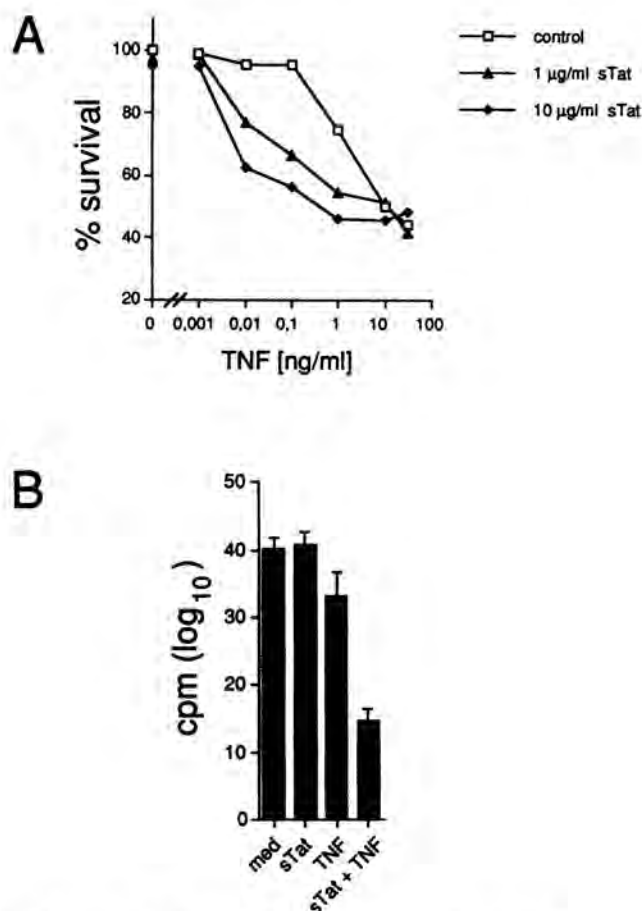 A
control
1 µg/ml sTat
10 µg/ml sTat
% survival
100
80
60
40
20
0 0,001 0,01 0,1 1 10 100
TNF [ng/ml]
B
cpm (log10)
50
40
30
20
10
0
med sTat TNF sTat + TNF